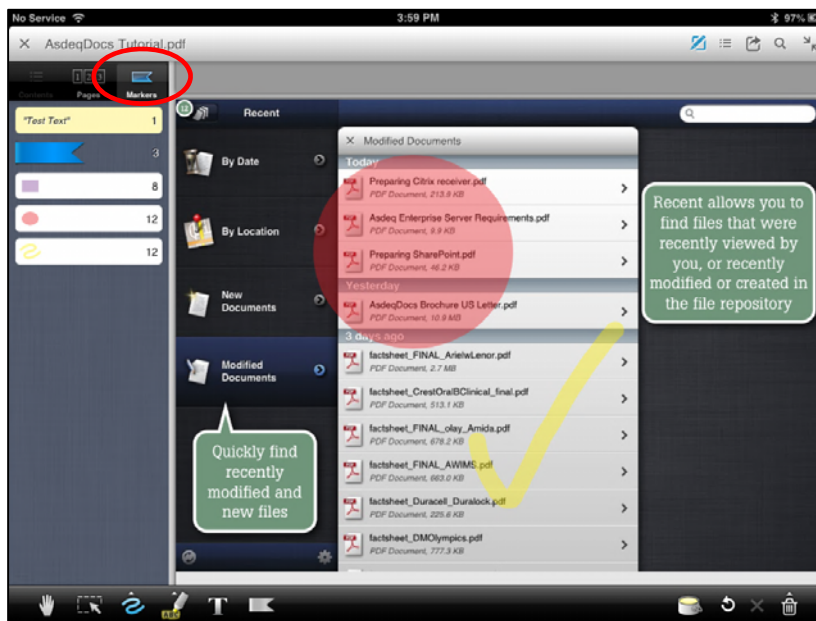 No Service 3:59 PM 97%
AsdeqDocs Tutorial.pdf
Contents 1 2 3 Pages Markers
"Test Text" 1
3
8
12
12
12 Recent
By Date
By Location
New
Documents
Modified
Documents
Quickly find
recently
modified and
new files
Modified Documents
Today
Preparing Citrix receiver.pdf
PDF Document, 213.9 KB
Asdeq Enterprise Server Requirements.pdf
PDF Document, 9.9 KB
Preparing SharePoint.pdf
PDF Document, 46.2 KB
Yesterday
AsdeqDocs Brochure US Letter.pdf
PDF Document, 10.9 MB
3 days ago
factsheet_FINAL_ArielwLenor.pdf
PDF Document, 2.7 MB
factsheet_CrestOralBClinical_final.pdf
PDF Document, 513.1 KB
factsheet_FINAL_olay_Amida.pdf
PDF Document, 678.2 KB
factsheet_FINAL_AWIMS.pdf
PDF Document, 663.0 KB
factsheet_Duracell_Duralock.pdf
PDF Document, 225.6 KB
factsheet_DMOlympics.pdf
PDF Document, 777.3 KB
Recent allows you to
find files that were
recently viewed by
you, or recently
modified or created in
the file repository
ABC T